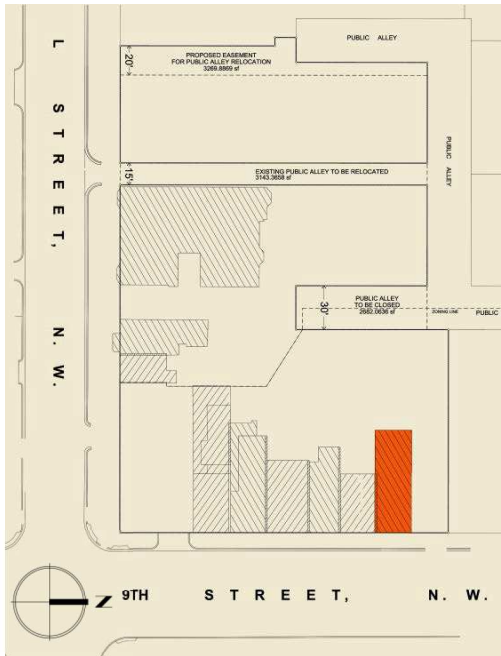 PUBLIC ALLEY
20'
PROPOSED EASEMENT
FOR PUBLIC ALLEY RELOCATION
3269.8869 sf
L STREET, N. W.
PUBLIC ALLEY
15'
EXISTING PUBLIC ALLEY TO BE RELOCATED
3143.3658 sf
30'
PUBLIC ALLEY
TO BE CLOSED
2682.0636 sf
ZONING LINE
PUBLIC
N
9TH STREET, N. W.